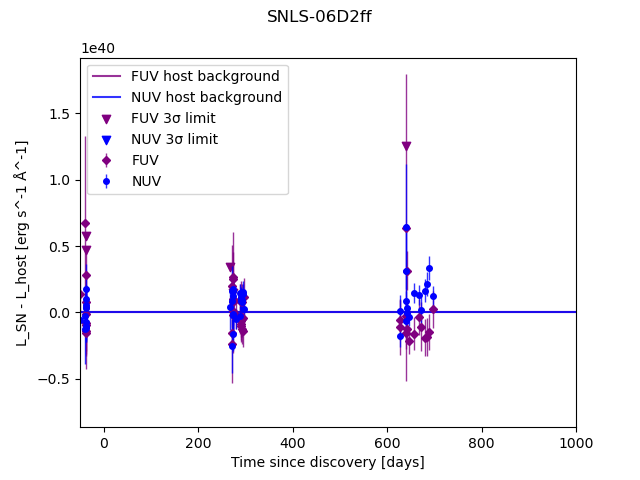 SNLS-06D2ff
1e40
FUV host background
NUV host background
FUV 3σ limit
NUV 3σ limit
FUV
NUV
1.5
1.0
0.5
0.0
−0.5
L_SN - L_host [erg s^-1 Å^-1]
0 200 400 600 800 1000
Time since discovery [days]